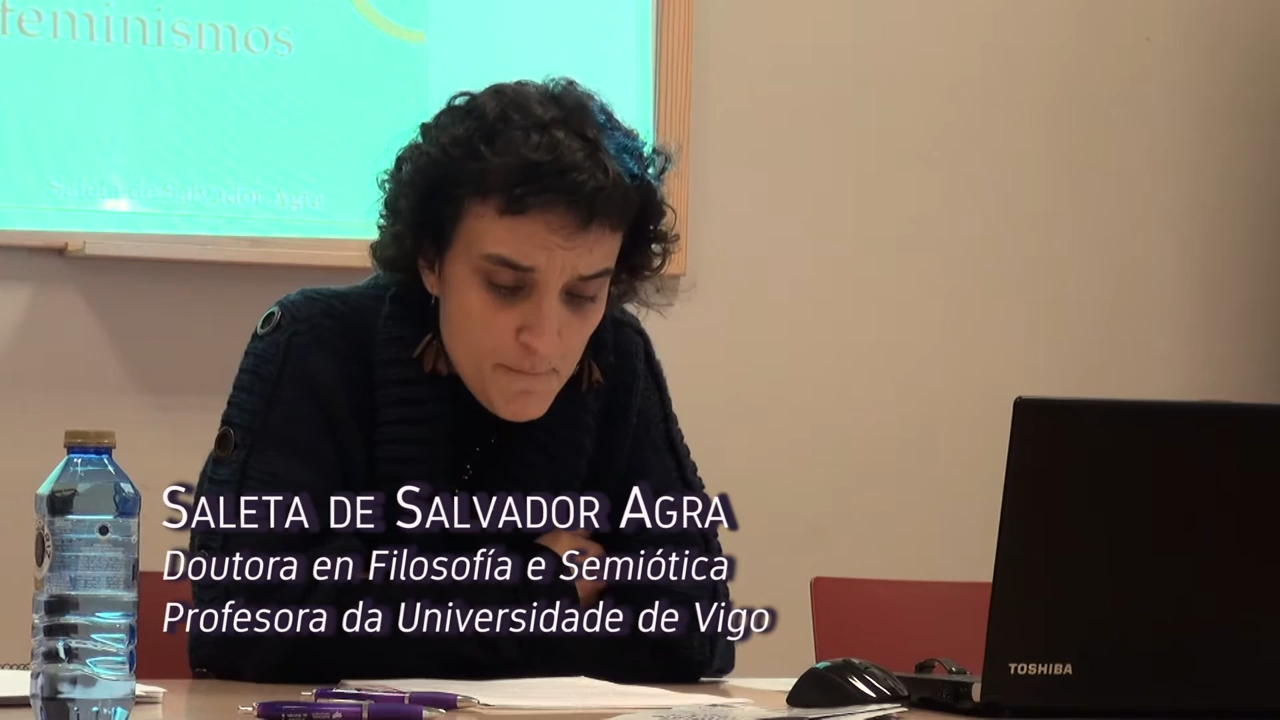 feminismos
Saleta de Salvador Agra
SALETA DE SALVADOR AGRA
Doutora en Filosofía e Semiótica
Profesora da Universidade de Vigo
TOSHIBA